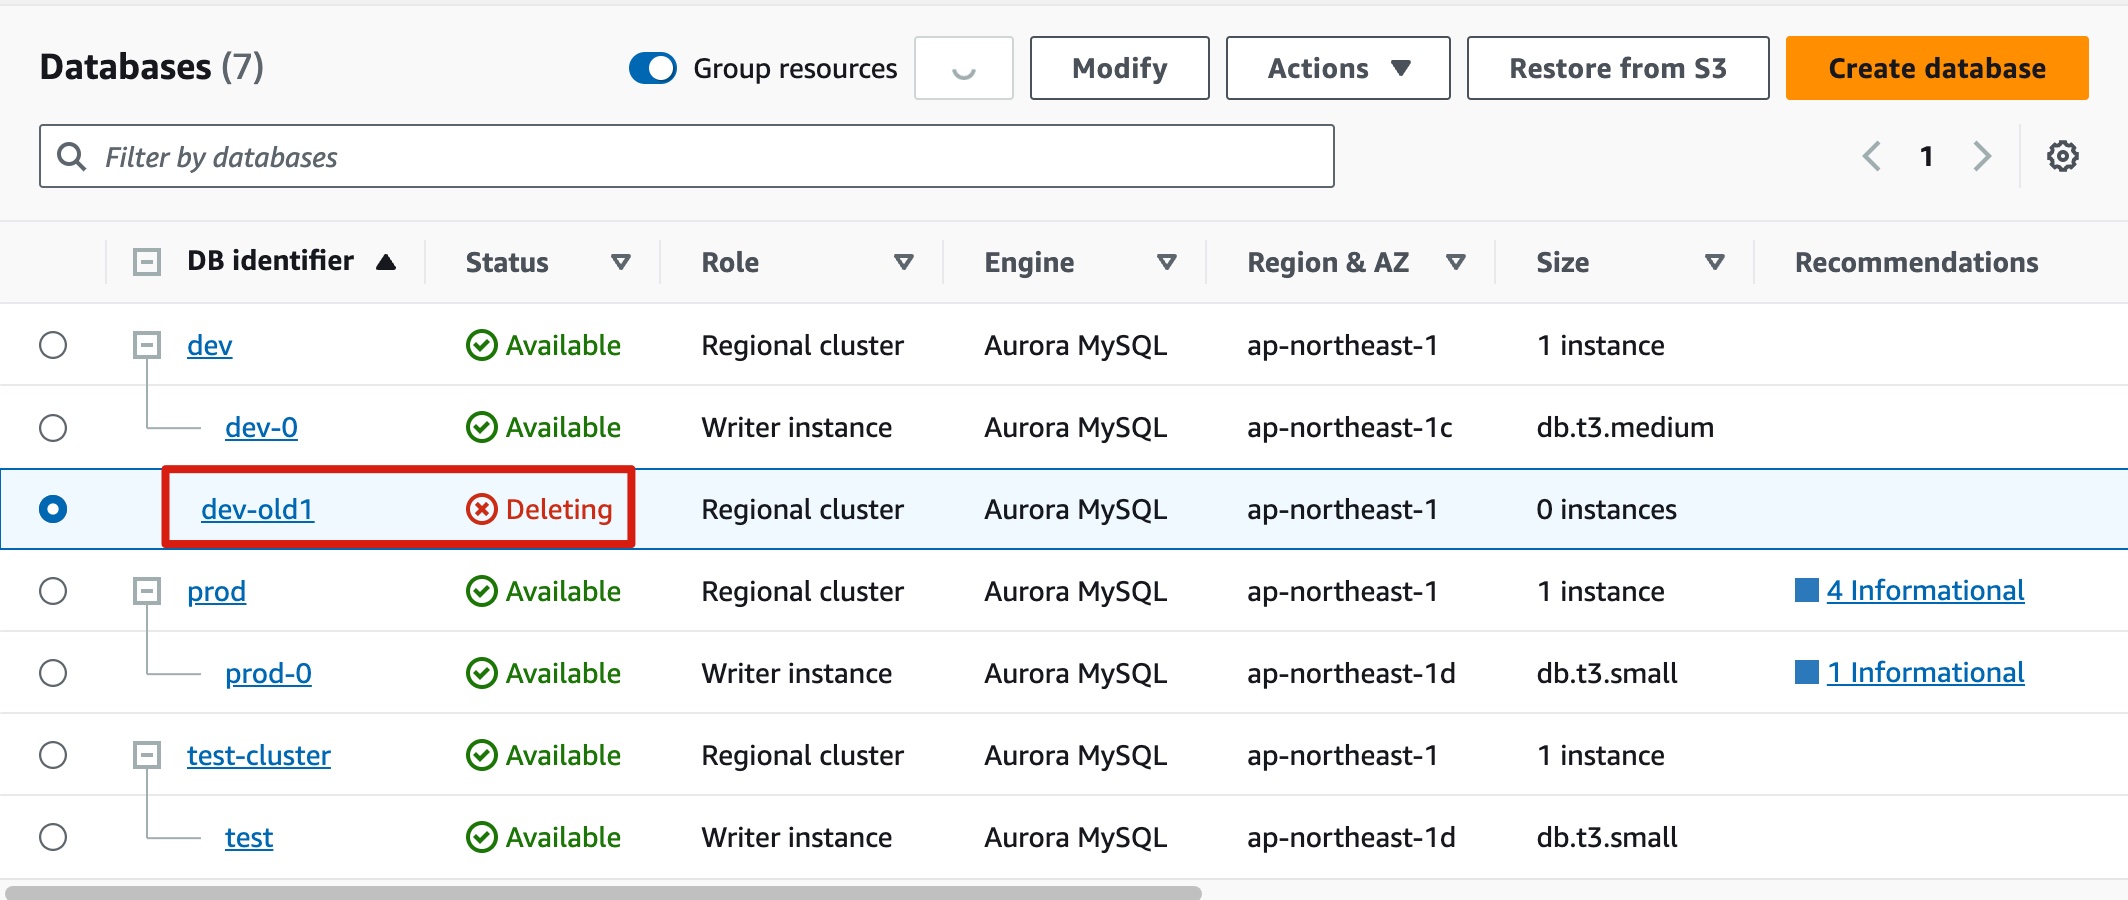 Databases (7) Group resources Modify Actions Restore from S3 Create database
Filter by databases 1
DB identifier Status Role Engine Region & AZ Size Recommendations
dev Available Regional cluster Aurora MySQL ap-northeast-1 1 instance
dev-0 Available Writer instance Aurora MySQL ap-northeast-1c db.t3.medium
dev-old1 Deleting Regional cluster Aurora MySQL ap-northeast-1 0 instances
prod Available Regional cluster Aurora MySQL ap-northeast-1 1 instance 4 Informational
prod-0 Available Writer instance Aurora MySQL ap-northeast-1d db.t3.small 1 Informational
test-cluster Available Regional cluster Aurora MySQL ap-northeast-1 1 instance
test Available Writer instance Aurora MySQL ap-northeast-1d db.t3.small